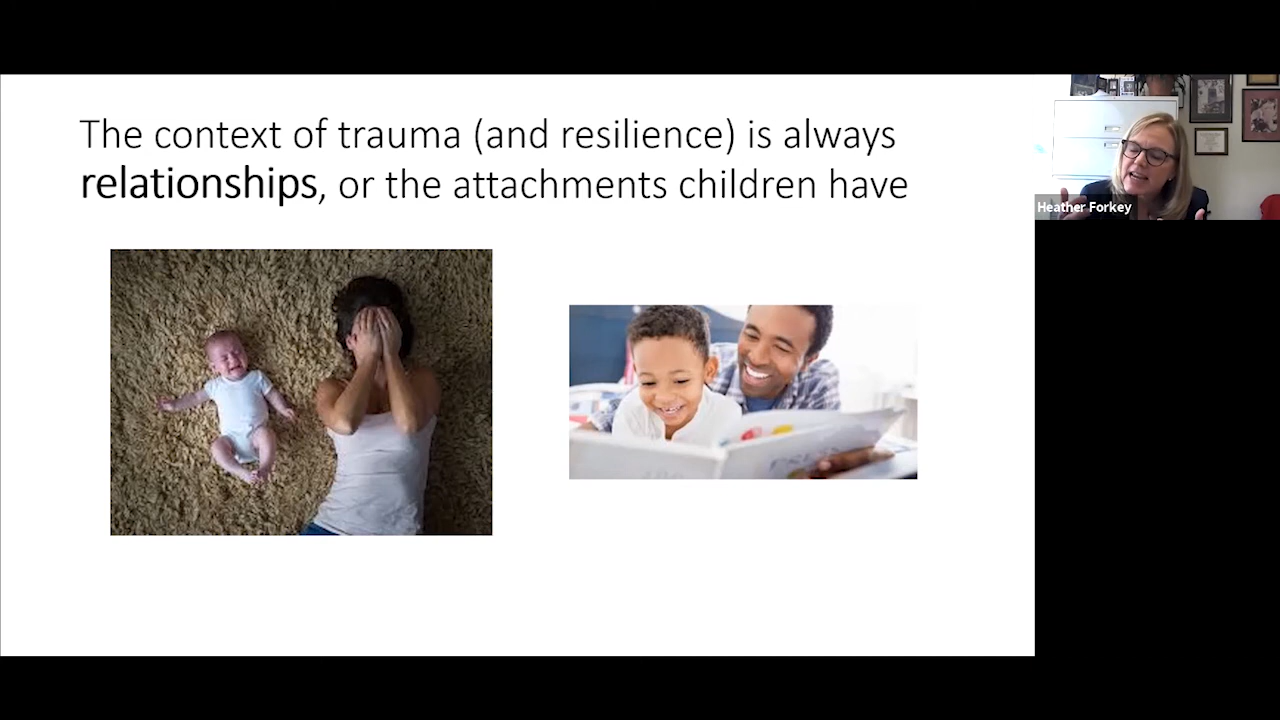 The context of trauma (and resilience) is always
relationships, or the attachments children have
Heather Forkey